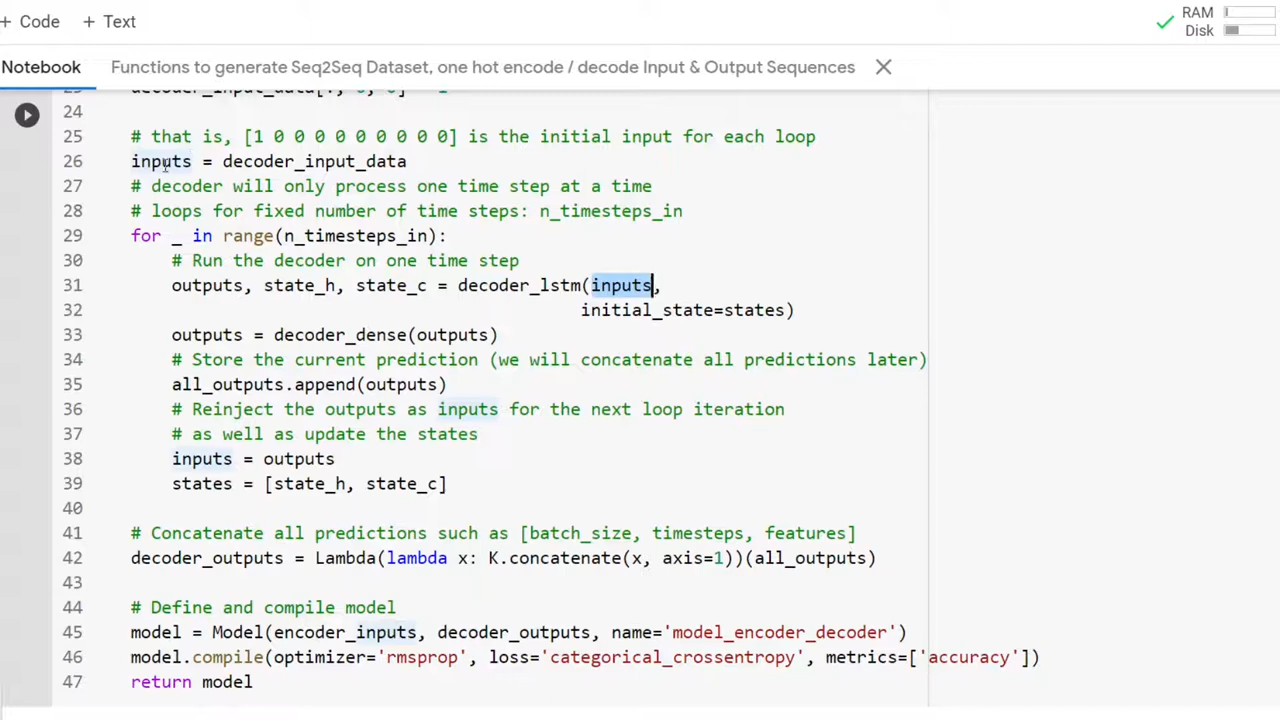 + Code + Text
RAM
Disk
Notebook Functions to generate Seq2Seq Dataset, one hot encode / decode Input & Output Sequences
24
25 # that is, [1 0 0 0 0 0 0 0 0 0] is the initial input for each loop
26 inputs = decoder_input_data
27 # decoder will only process one time step at a time
28 # loops for fixed number of time steps: n_timesteps_in
29 for _ in range(n_timesteps_in):
30 # Run the decoder on one time step
31 outputs, state_h, state_c = decoder_lstm(inputs,
32 initial_state=states)
33 outputs = decoder_dense(outputs)
34 # Store the current prediction (we will concatenate all predictions later)
35 all_outputs.append(outputs)
36 # Reinject the outputs as inputs for the next loop iteration
37 # as well as update the states
38 inputs = outputs
39 states = [state_h, state_c]
40
41 # Concatenate all predictions such as [batch_size, timesteps, features]
42 decoder_outputs = Lambda(lambda x: K.concatenate(x, axis=1))(all_outputs)
43
44 # Define and compile model
45 model = Model(encoder_inputs, decoder_outputs, name='model_encoder_decoder')
46 model.compile(optimizer='rmsprop', loss='categorical_crossentropy', metrics=['accuracy'])
47 return model